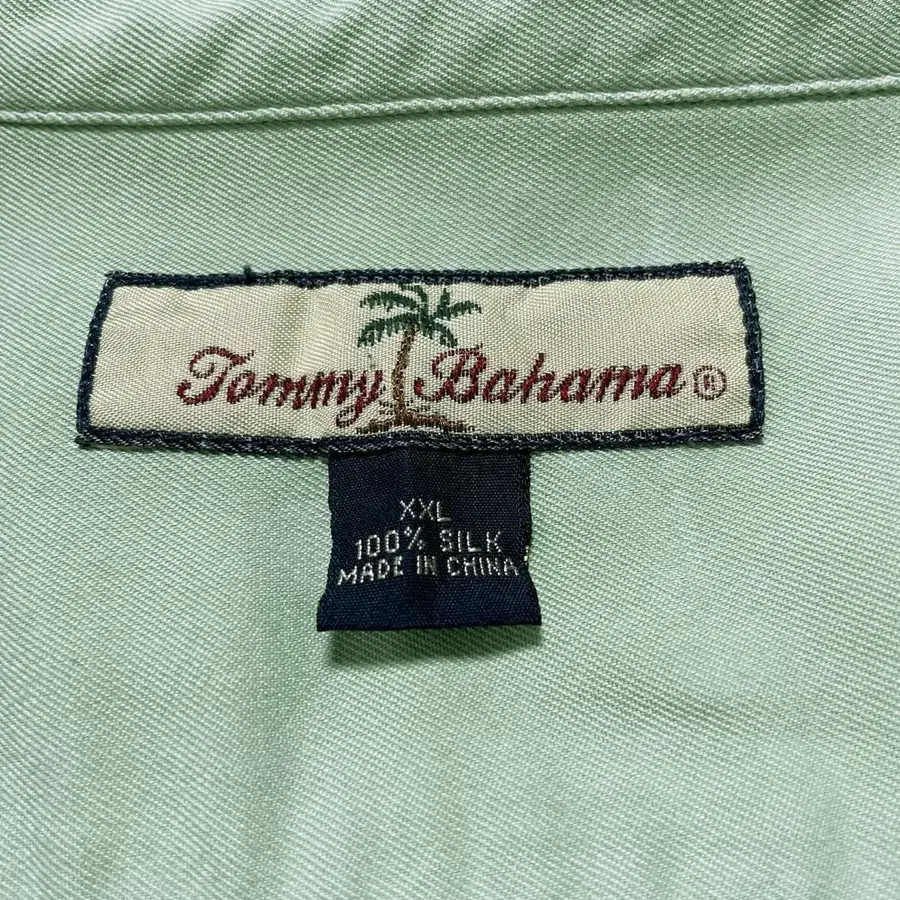 Tommy Bahama®
XXL
100% SILK
MADE IN CHINA